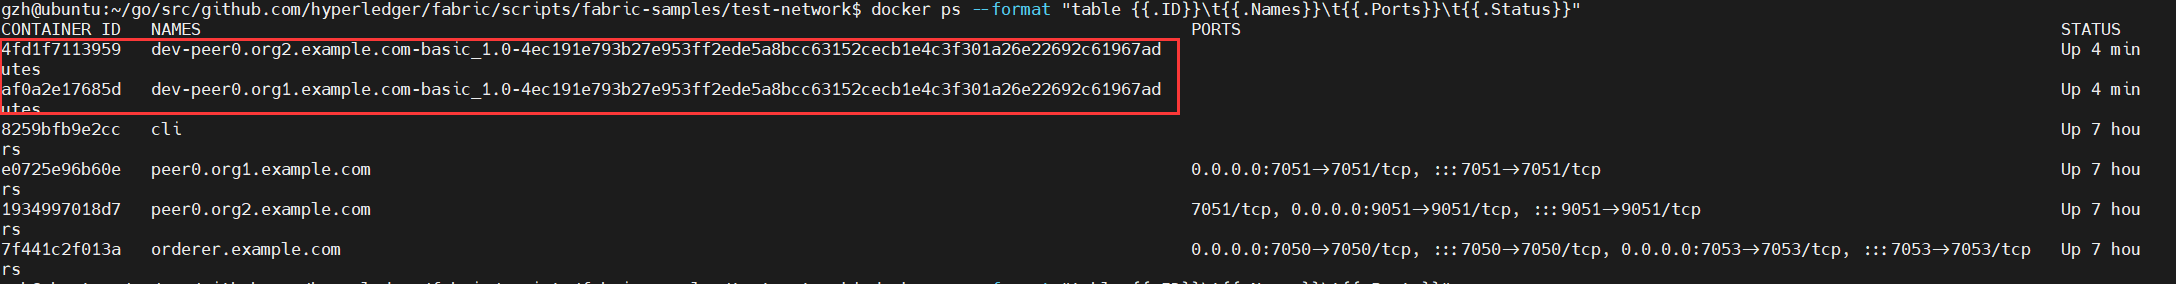 gzh@ubuntu:~/go/src/github.com/hyperledger/fabric/scripts/fabric-samples/test-network$ docker ps --format "table {{.ID}}\t{{.Names}}\t{{.Ports}}\t{{.Status}}"
CONTAINER ID   NAMES   PORTS   STATUS
4fd1f7113959   dev-peer0.org2.example.com-basic_1.0-4ec191e793b27e953ff2ede5a8bcc63152cecb1e4c3f301a26e22692c61967ad   Up 4 min
utes
af0a2e17685d   dev-peer0.org1.example.com-basic_1.0-4ec191e793b27e953ff2ede5a8bcc63152cecb1e4c3f301a26e22692c61967ad   Up 4 min
utes
8259bfb9e2cc   cli   Up 7 hou
rs
e0725e96b60e   peer0.org1.example.com   0.0.0.0:7051->7051/tcp, :::7051->7051/tcp   Up 7 hou
rs
1934997018d7   peer0.org2.example.com   7051/tcp, 0.0.0.0:9051->9051/tcp, :::9051->9051/tcp   Up 7 hou
rs
7f441c2f013a   orderer.example.com   0.0.0.0:7050->7050/tcp, :::7050->7050/tcp, 0.0.0.0:7053->7053/tcp, :::7053->7053/tcp   Up 7 hou
rs